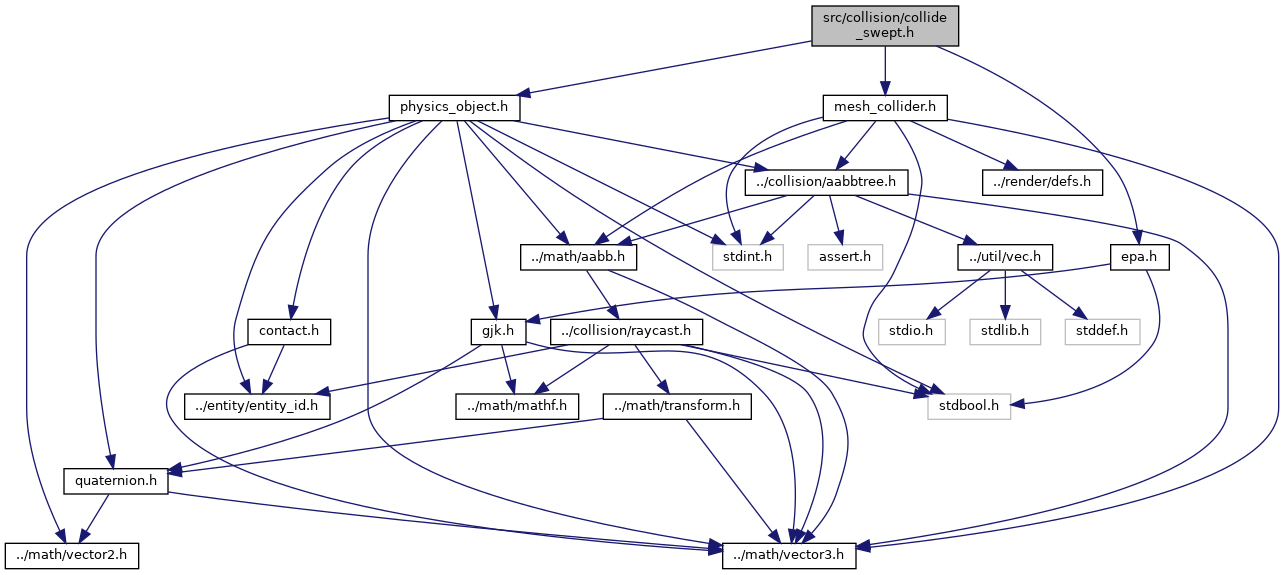 src/collision/collide
_swept.h
physics_object.h
mesh_collider.h
../collision/aabbtree.h
../render/defs.h
../math/aabb.h
stdint.h
assert.h
../util/vec.h
epa.h
contact.h
gjk.h
../collision/raycast.h
stdio.h
stdlib.h
stddef.h
../entity/entity_id.h
../math/mathf.h
../math/transform.h
stdbool.h
quaternion.h
../math/vector2.h
../math/vector3.h